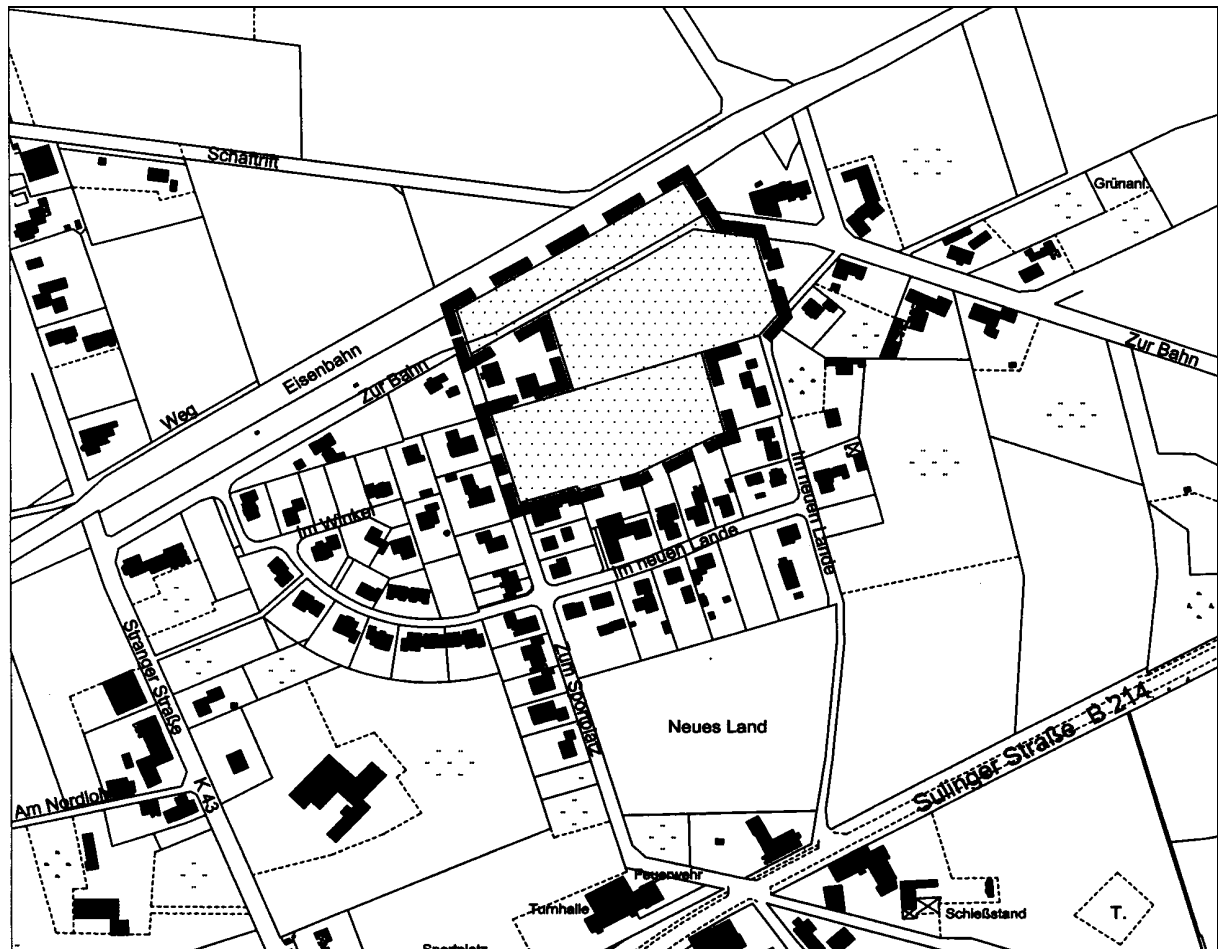 Schaftrift
Grünanl.
Zur Bahn
Eisenbahn
Zur Bahn
Weg
Im Winkel
Im neuen Lande
Im neuen Lande
Stranger Straße
Zum Sportplatz
Neues Land
Sulinger Straße B 214
K 43
Am Nordloh
Feuerwehr
Turnhalle
Schießstand
T.
Sportplatz